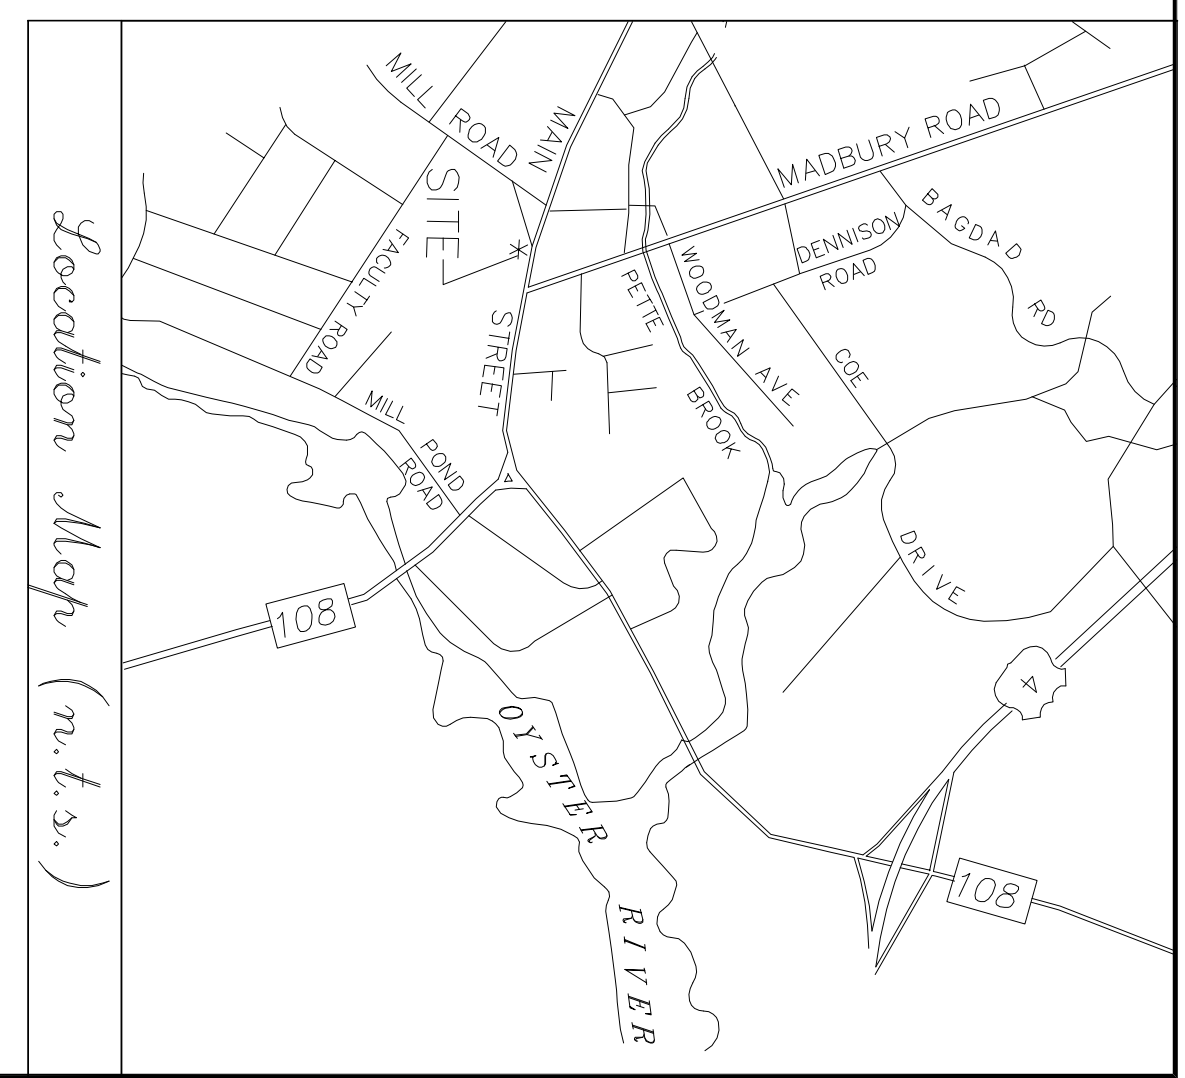 Location Map (n.t.s.)
MILL ROAD
MAIN
STREET
SITE
MADBURY ROAD
BAGDAD
RD
DENNISON
ROAD
FACULTY ROAD
PETTE
BROOK
WOODMAN AVE
COE
DRIVE
MILL
POND
ROAD
108
OYSTER
RIVER
108